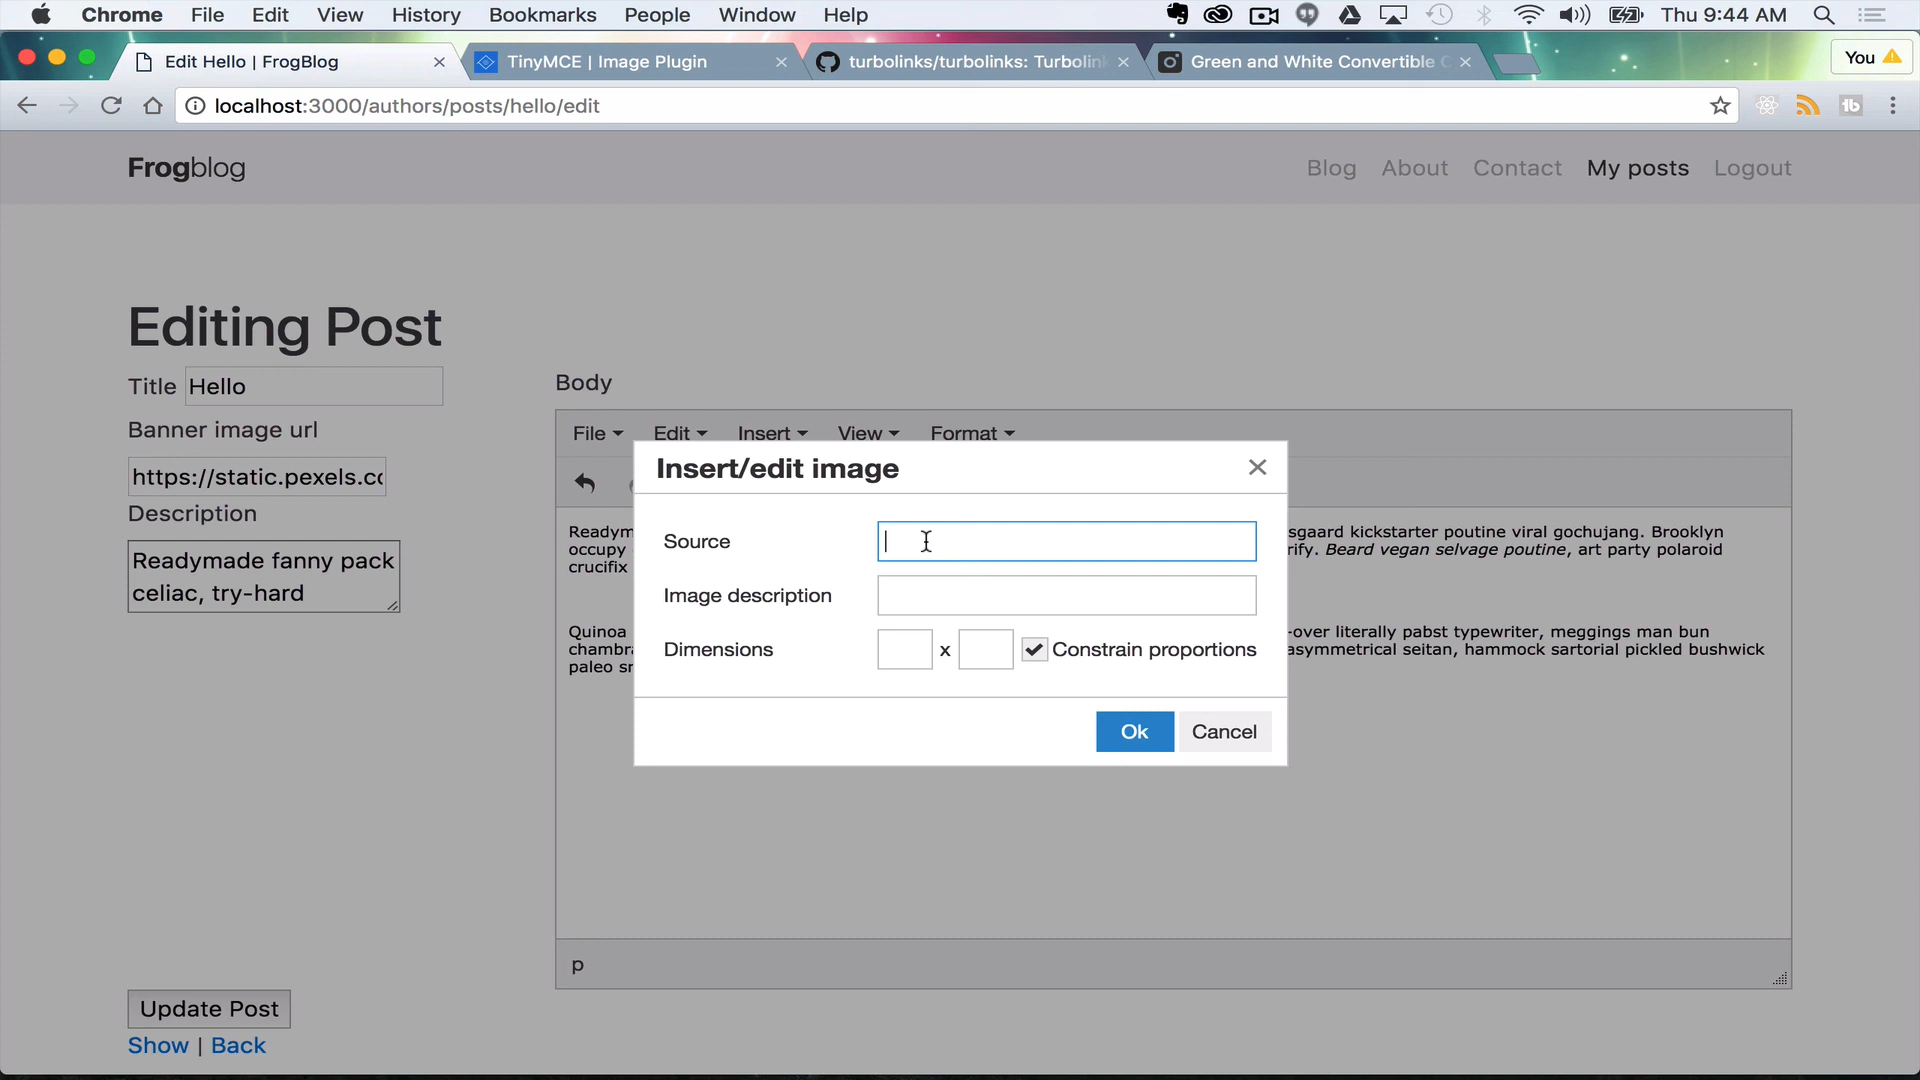 Chrome File Edit View History Bookmarks People Window Help Thu 9:44 AM
Edit Hello | FrogBlog TinyMCE | Image Plugin turbolinks/turbolinks: Turbolink Green and White Convertible C You
localhost:3000/authors/posts/hello/edit
Frogblog Blog About Contact My posts Logout
Editing Post
Title Hello
Banner image url
https://static.pexels.co
Description
Readymade fanny pack
celiac, try-hard
Body
File Edit Insert View Format
Insert/edit image
Source
Image description
Dimensions x Constrain proportions
Ok Cancel
sgaard kickstarter poutine viral gochujang. Brooklyn
occupy rify. Beard vegan selvage poutine, art party polaroid
crucifix
Quinoa -over literally pabst typewriter, meggings man bun
chambra asymmetrical seitan, hammock sartorial pickled bushwick
paleo
p
Update Post
Show | Back